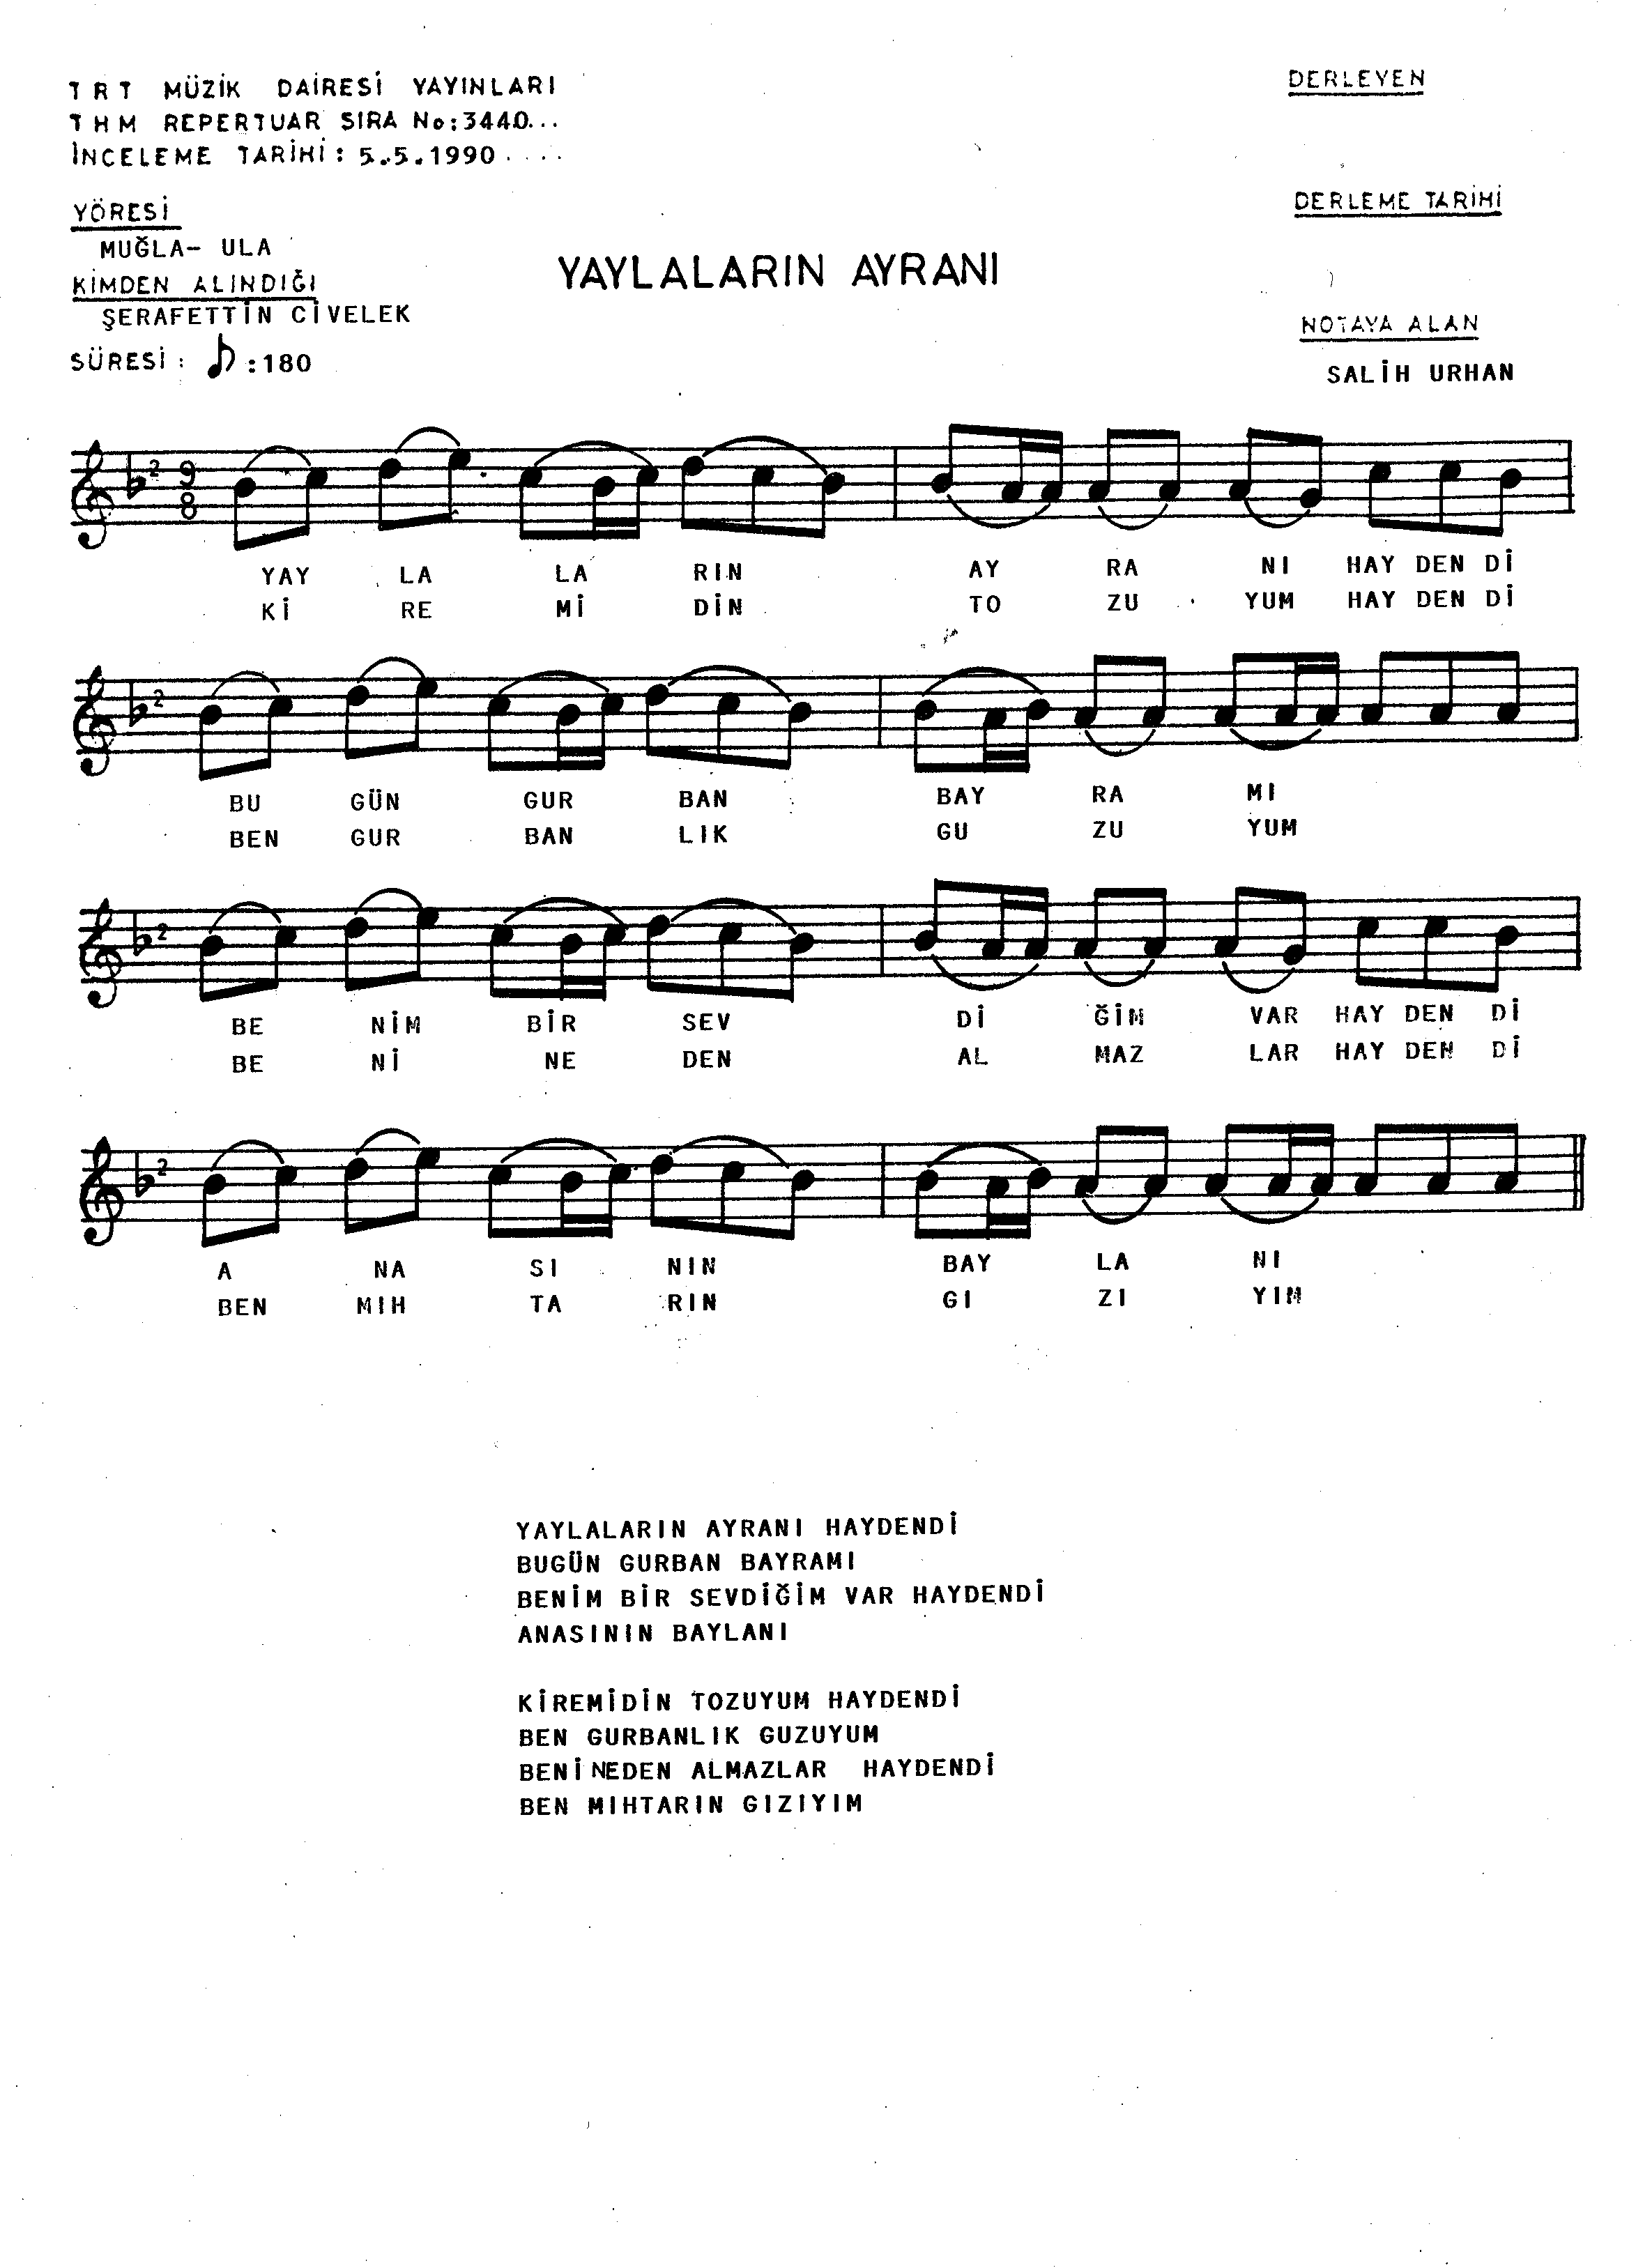 TRT MÜZİK DAİRESİ YAYINLARI
THM REPERTUAR SIRA No: 3440...
İNCELEME TARİHİ : 5.5.1990 ....
DERLEYEN
DERLEME TARİHİ
YÖRESİ
MUĞLA- ULA
KİMDEN ALINDIĞI
ŞERAFETTİN CİVELEK
SÜRESİ : ♪ :180
YAYLALARIN AYRANI
NOTAYA ALAN
SALİH URHAN
2 9 8
YAY LA LA RIN AY RA NI HAY DEN Dİ
Kİ RE Mİ DİN TO ZU YUM HAY DEN Dİ
2
BU GÜN GUR BAN BAY RA MI
BEN GUR BAN LIK GU ZU YUM
2
BE NİM BİR SEV Dİ ĞİM VAR HAY DEN Dİ
BE Nİ NE DEN AL MAZ LAR HAY DEN Dİ
2
A NA SI NIN BAY LA NI
BEN MIH TA RIN GI ZI YIM
YAYLALARIN AYRANI HAYDENDİ
BUGÜN GURBAN BAYRAMI
BENİM BİR SEVDİĞİM VAR HAYDENDİ
ANASININ BAYLANI
KİREMİDİN TOZUYUM HAYDENDİ
BEN GURBANLIK GUZUYUM
BENİ NEDEN ALMAZLAR HAYDENDİ
BEN MIHTARIN GIZIYIM